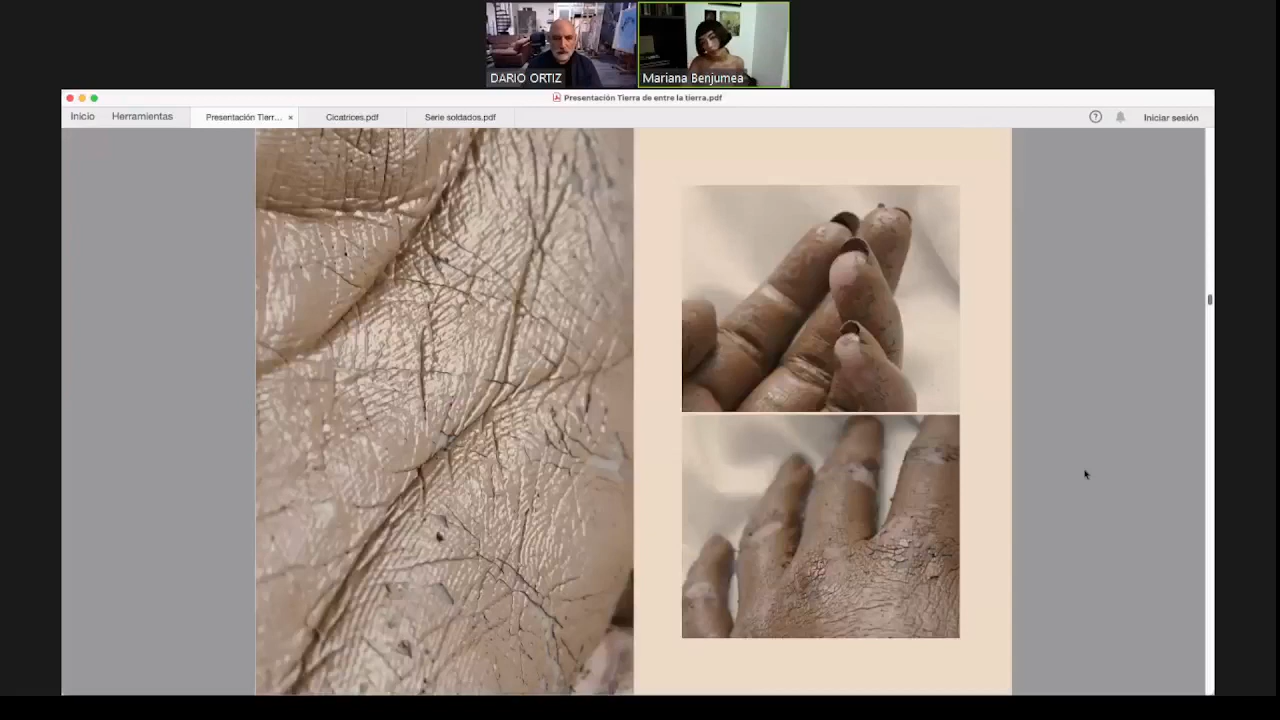 DARIO ORTIZ
Mariana Benjumea
Presentación Tierra de entre la tierra.pdf
Inicio
Herramientas
Presentación Tierr... ×
Cicatrices.pdf
Serie soldados.pdf
Iniciar sesión